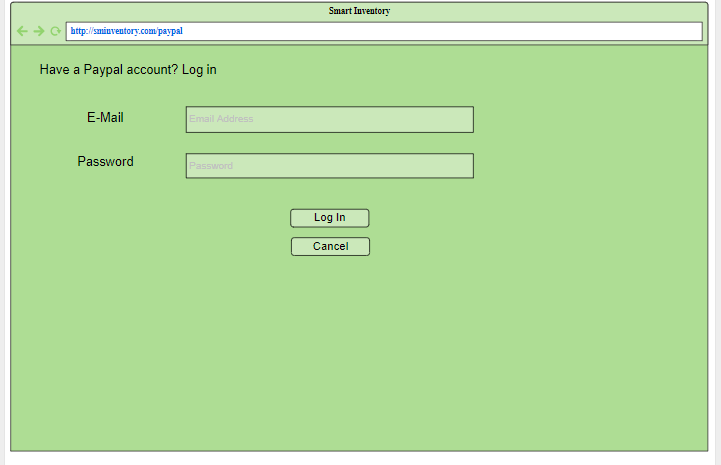 Smart Inventory
http://sminventory.com/paypal
Have a Paypal account? Log in
E-Mail
Email Address
Password
Password
Log In
Cancel